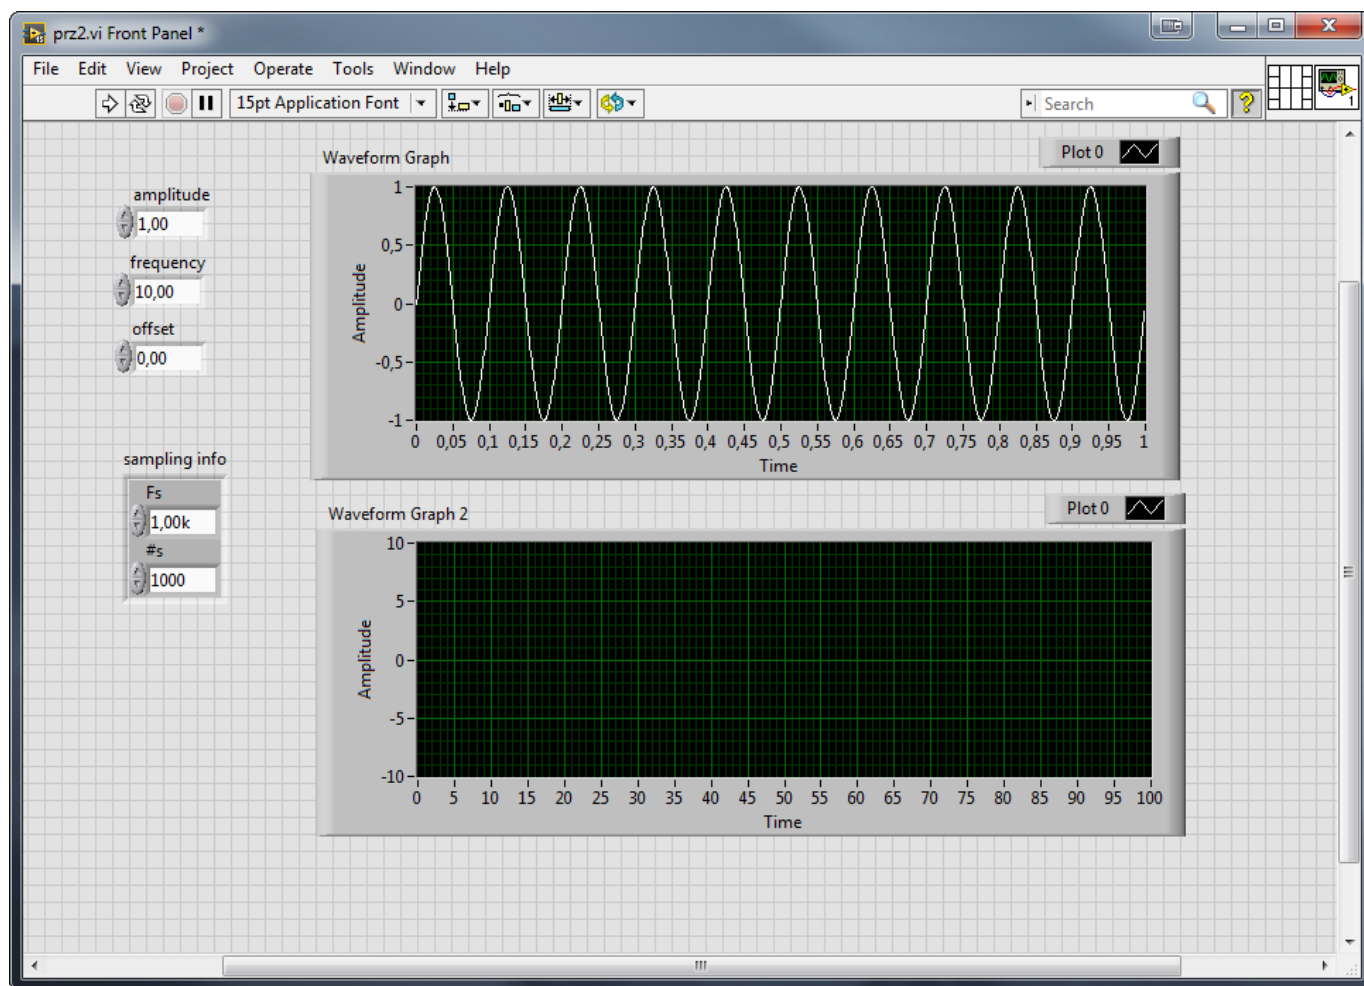 prz2.vi Front Panel *
File Edit View Project Operate Tools Window Help
15pt Application Font
Search
1
Waveform Graph
Plot 0
amplitude
1,00
frequency
10,00
offset
0,00
Amplitude
1
0,5
0
-0,5
-1
0 0,05 0,1 0,15 0,2 0,25 0,3 0,35 0,4 0,45 0,5 0,55 0,6 0,65 0,7 0,75 0,8 0,85 0,9 0,95 1
Time
sampling info
Fs
1,00k
#s
1000
Waveform Graph 2
Plot 0
Amplitude
10
5
0
-5
-10
0 5 10 15 20 25 30 35 40 45 50 55 60 65 70 75 80 85 90 95 100
Time